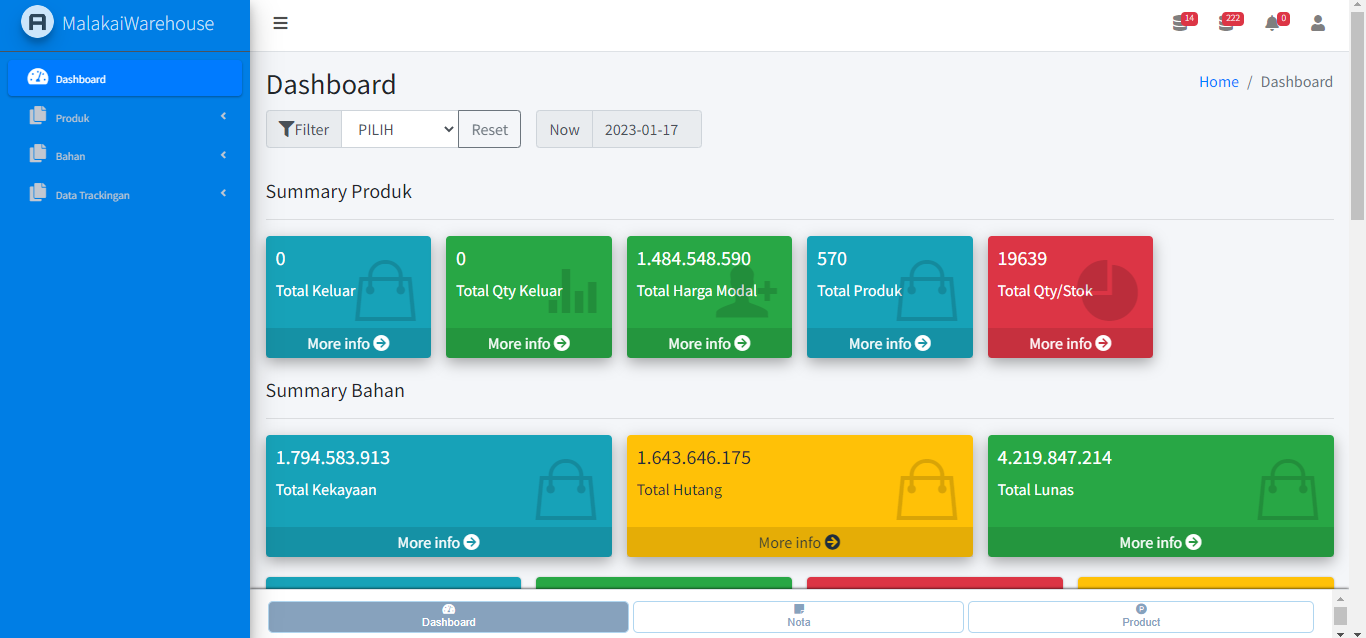 MalakaiWarehouse
14
222
0
Dashboard
Produk
Bahan
Data Trackingan
Dashboard
Home / Dashboard
Filter
PILIH
Reset
Now
2023-01-17
Summary Produk
0
Total Keluar
More info
0
Total Qty Keluar
More info
1.484.548.590
Total Harga Modal
More info
570
Total Produk
More info
19639
Total Qty/Stok
More info
Summary Bahan
1.794.583.913
Total Kekayaan
More info
1.643.646.175
Total Hutang
More info
4.219.847.214
Total Lunas
More info
Dashboard
Nota
Product